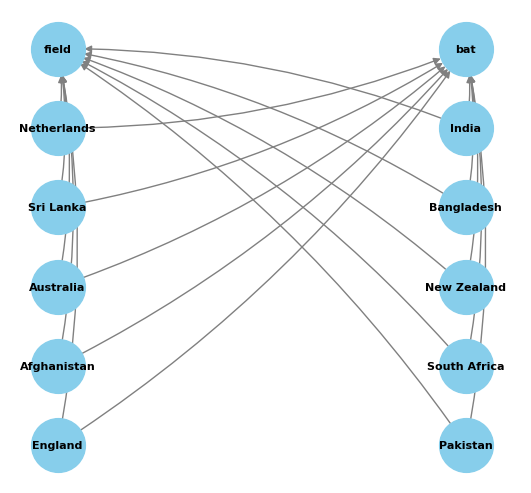 field
bat
Netherlands
India
Sri Lanka
Bangladesh
Australia
New Zealand
Afghanistan
South Africa
England
Pakistan